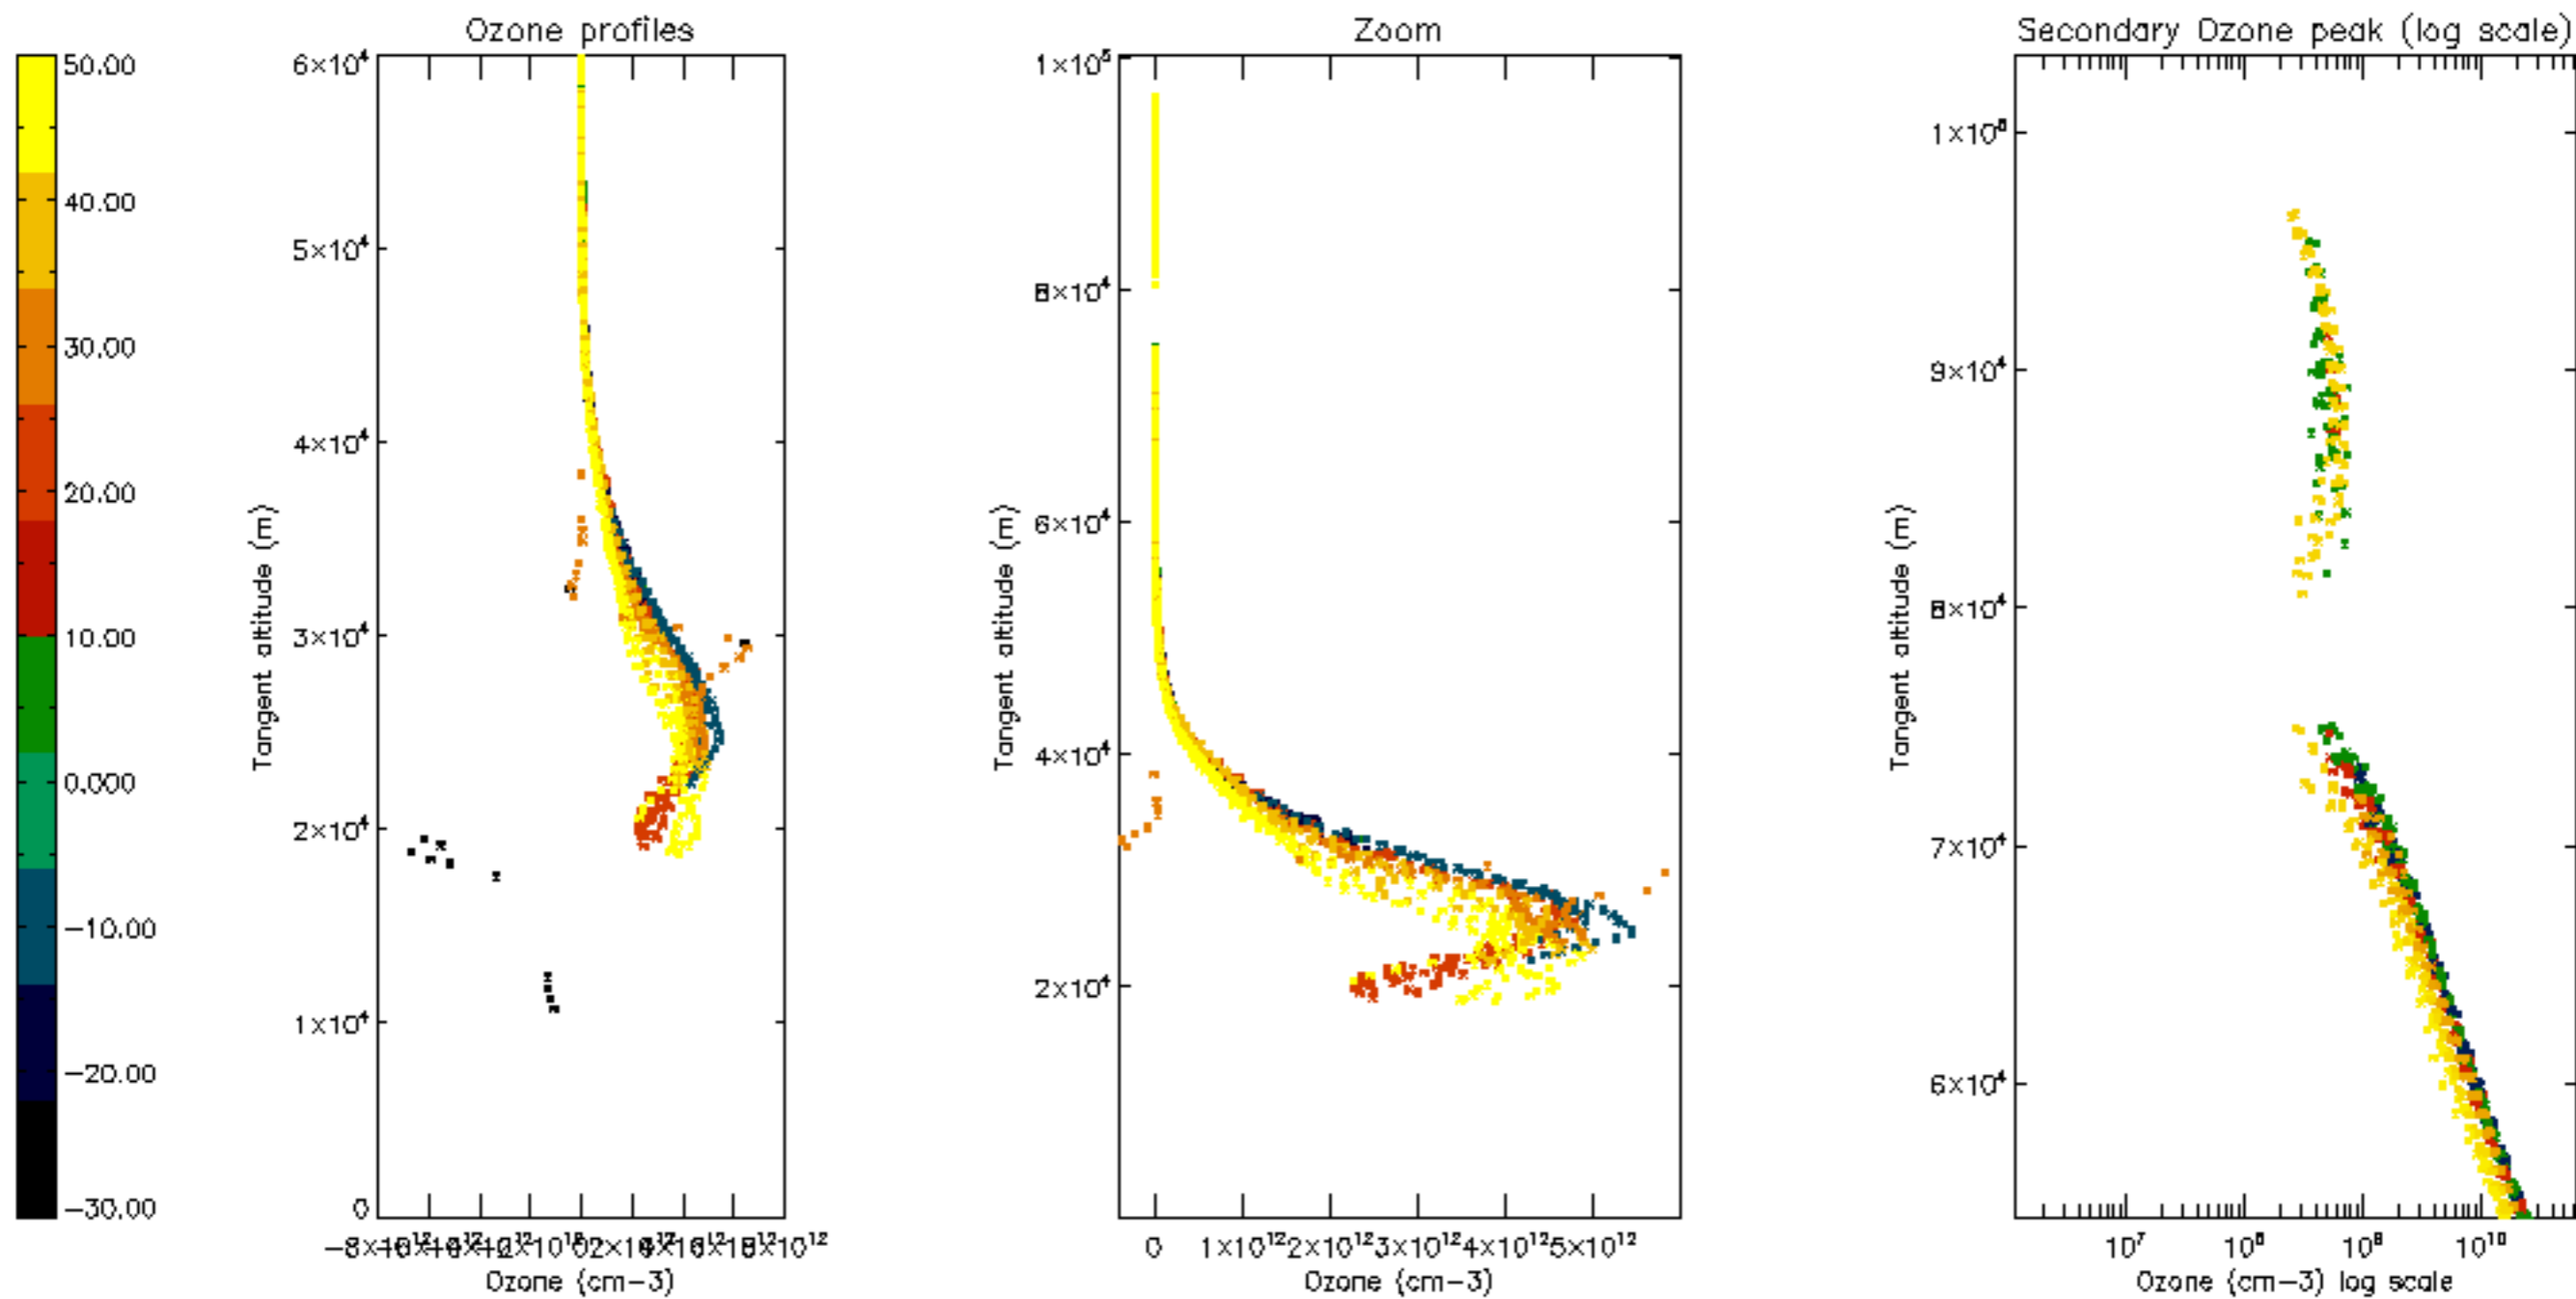 Ozone profiles
Zoom
Secondary Ozone peak (log scale)
50.00
40.00
30.00
20.00
10.00
0.000
−10.00
−20.00
−30.00
6×10⁴
5×10⁴
4×10⁴
3×10⁴
2×10⁴
1×10⁴
0
Tangent altitude (m)
Ozone (cm−3)
1×10⁵
8×10⁴
6×10⁴
4×10⁴
2×10⁴
Tangent altitude (m)
0 1×10¹² 2×10¹² 3×10¹² 4×10¹² 5×10¹²
Ozone (cm−3)
9×10⁴
8×10⁴
7×10⁴
6×10⁴
Tangent altitude (m)
10⁷ 10⁸ 10⁹ 10¹⁰
Ozone (cm−3) log scale